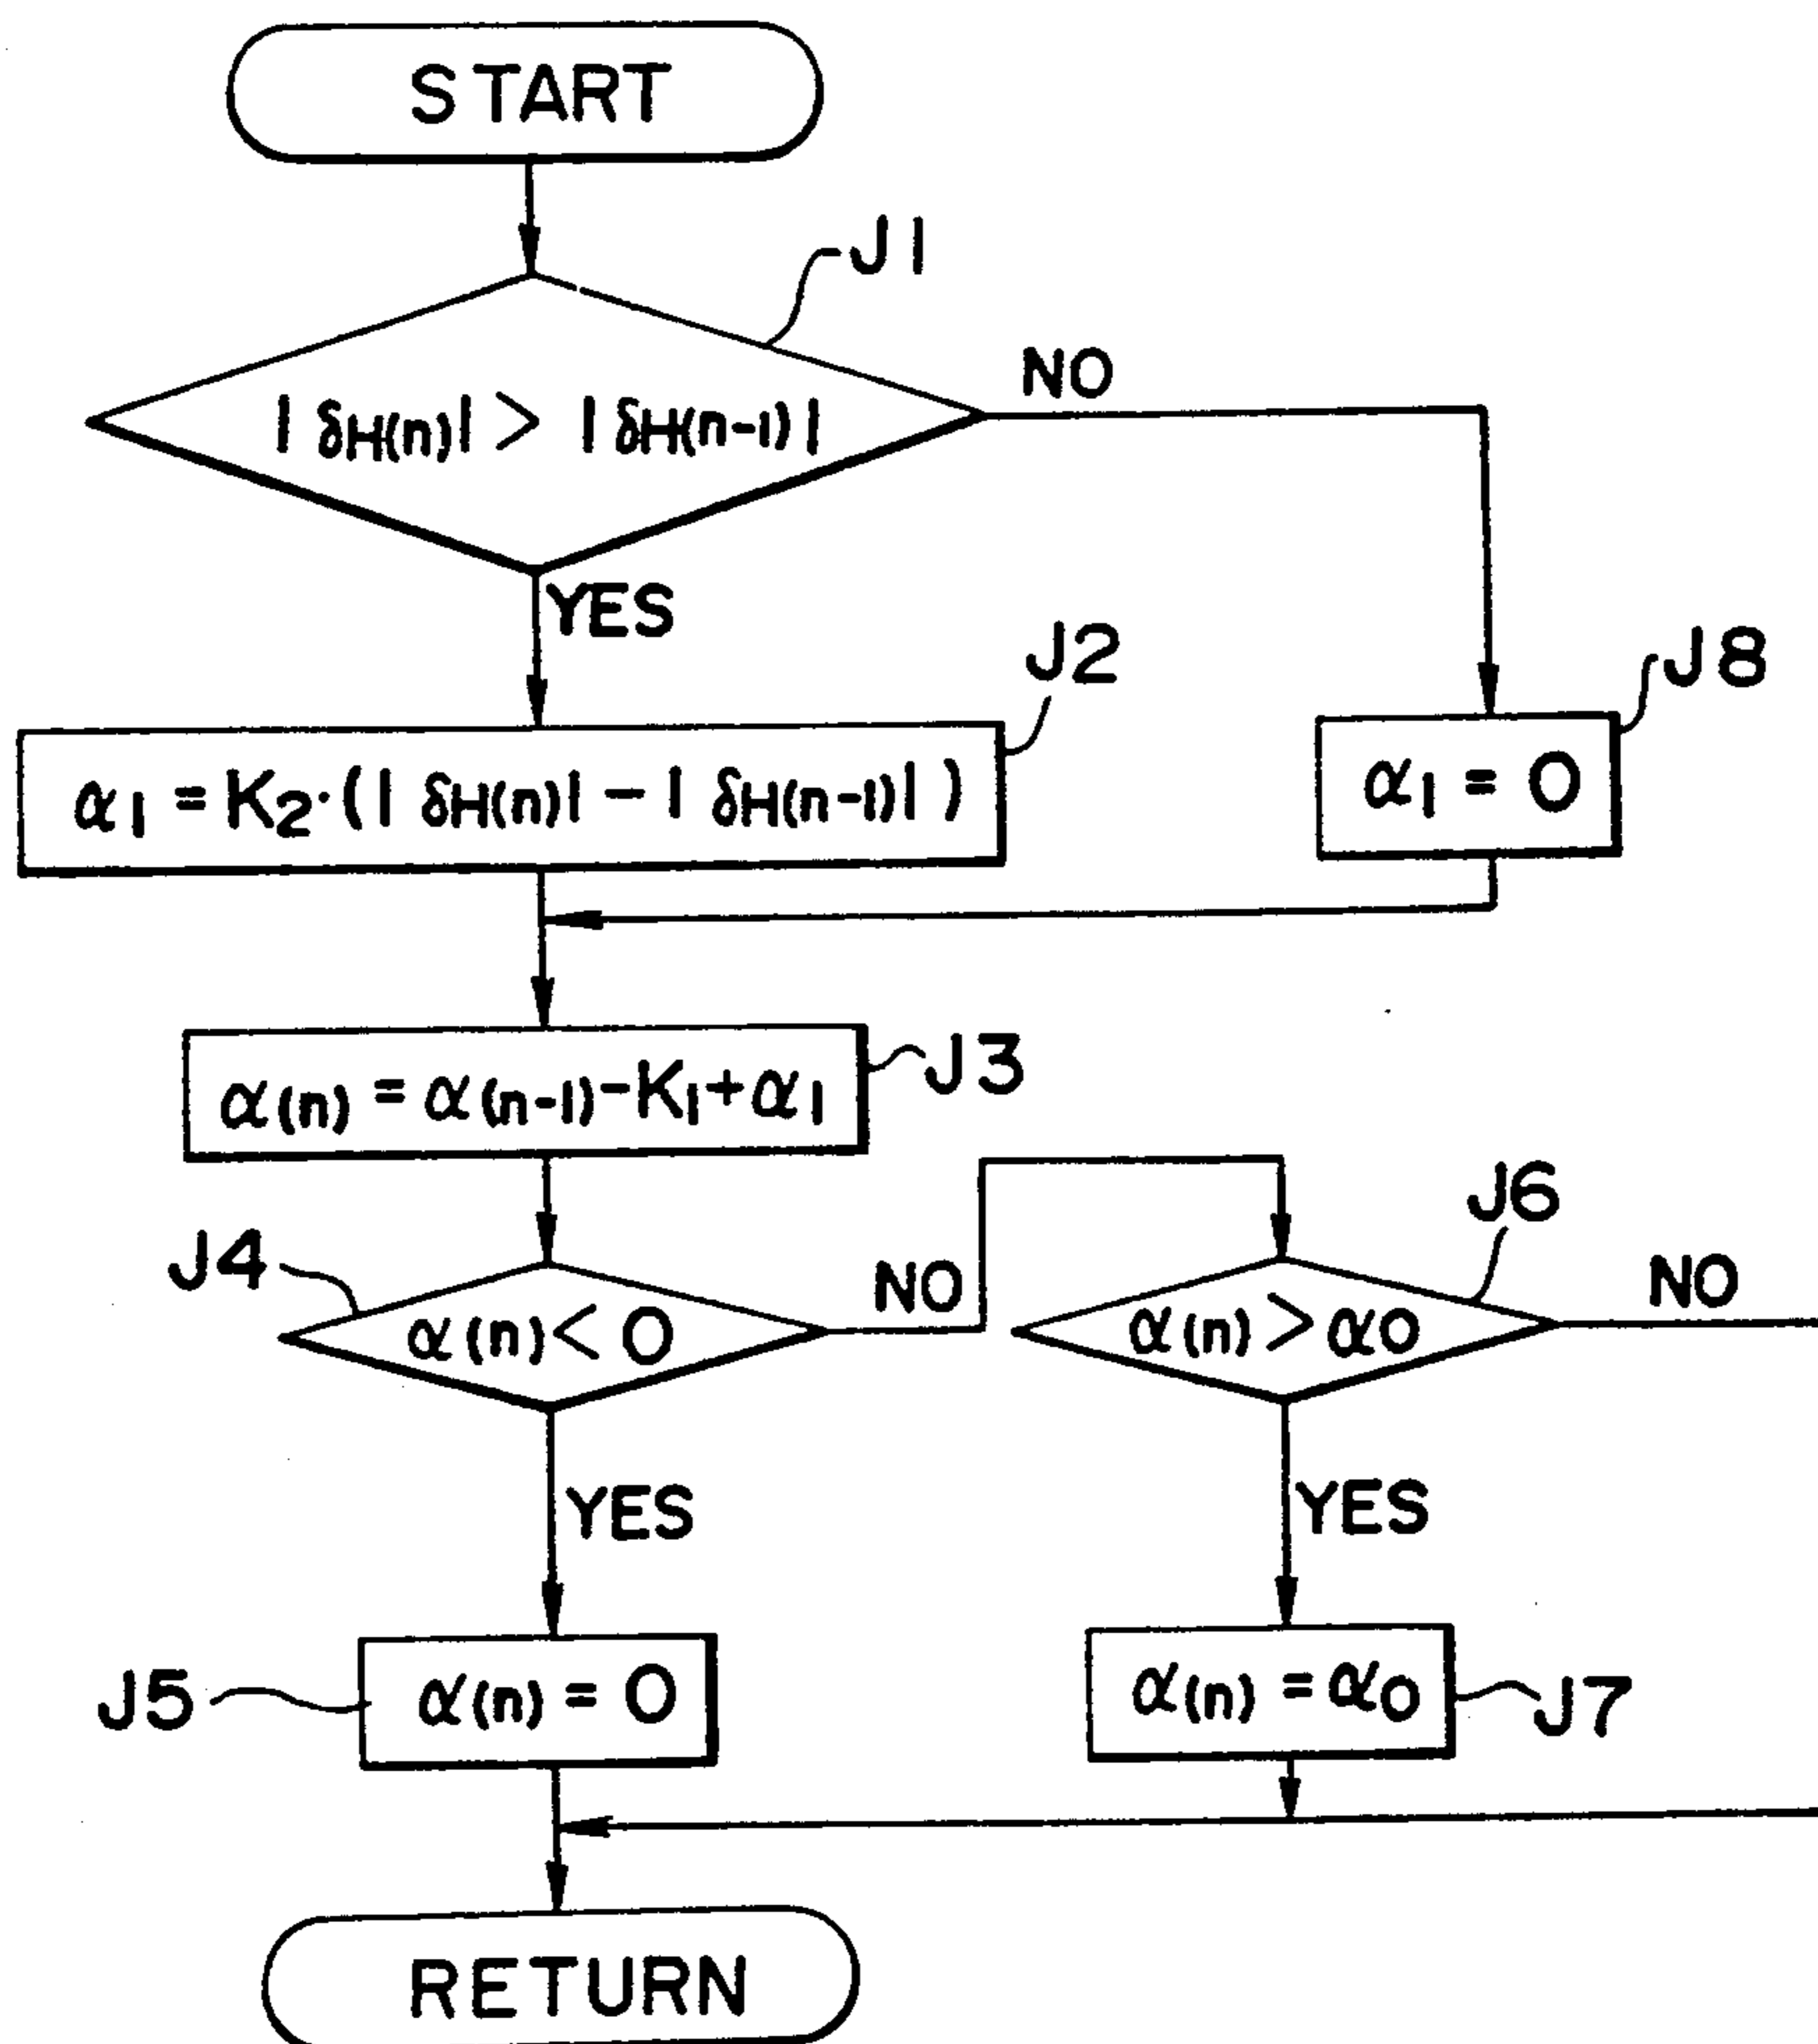 START
J1
|δH(n)| > |δH(n-1)|
NO
YES
J2
α1 = K2·(|δH(n)| - |δH(n-1)|)
J8
α1 = 0
J3
α(n) = α(n-1)-K1+α1
J4
α(n) < 0
NO
J6
α(n) > α0
NO
YES
YES
J5
α(n) = 0
α(n) = α0
J7
RETURN